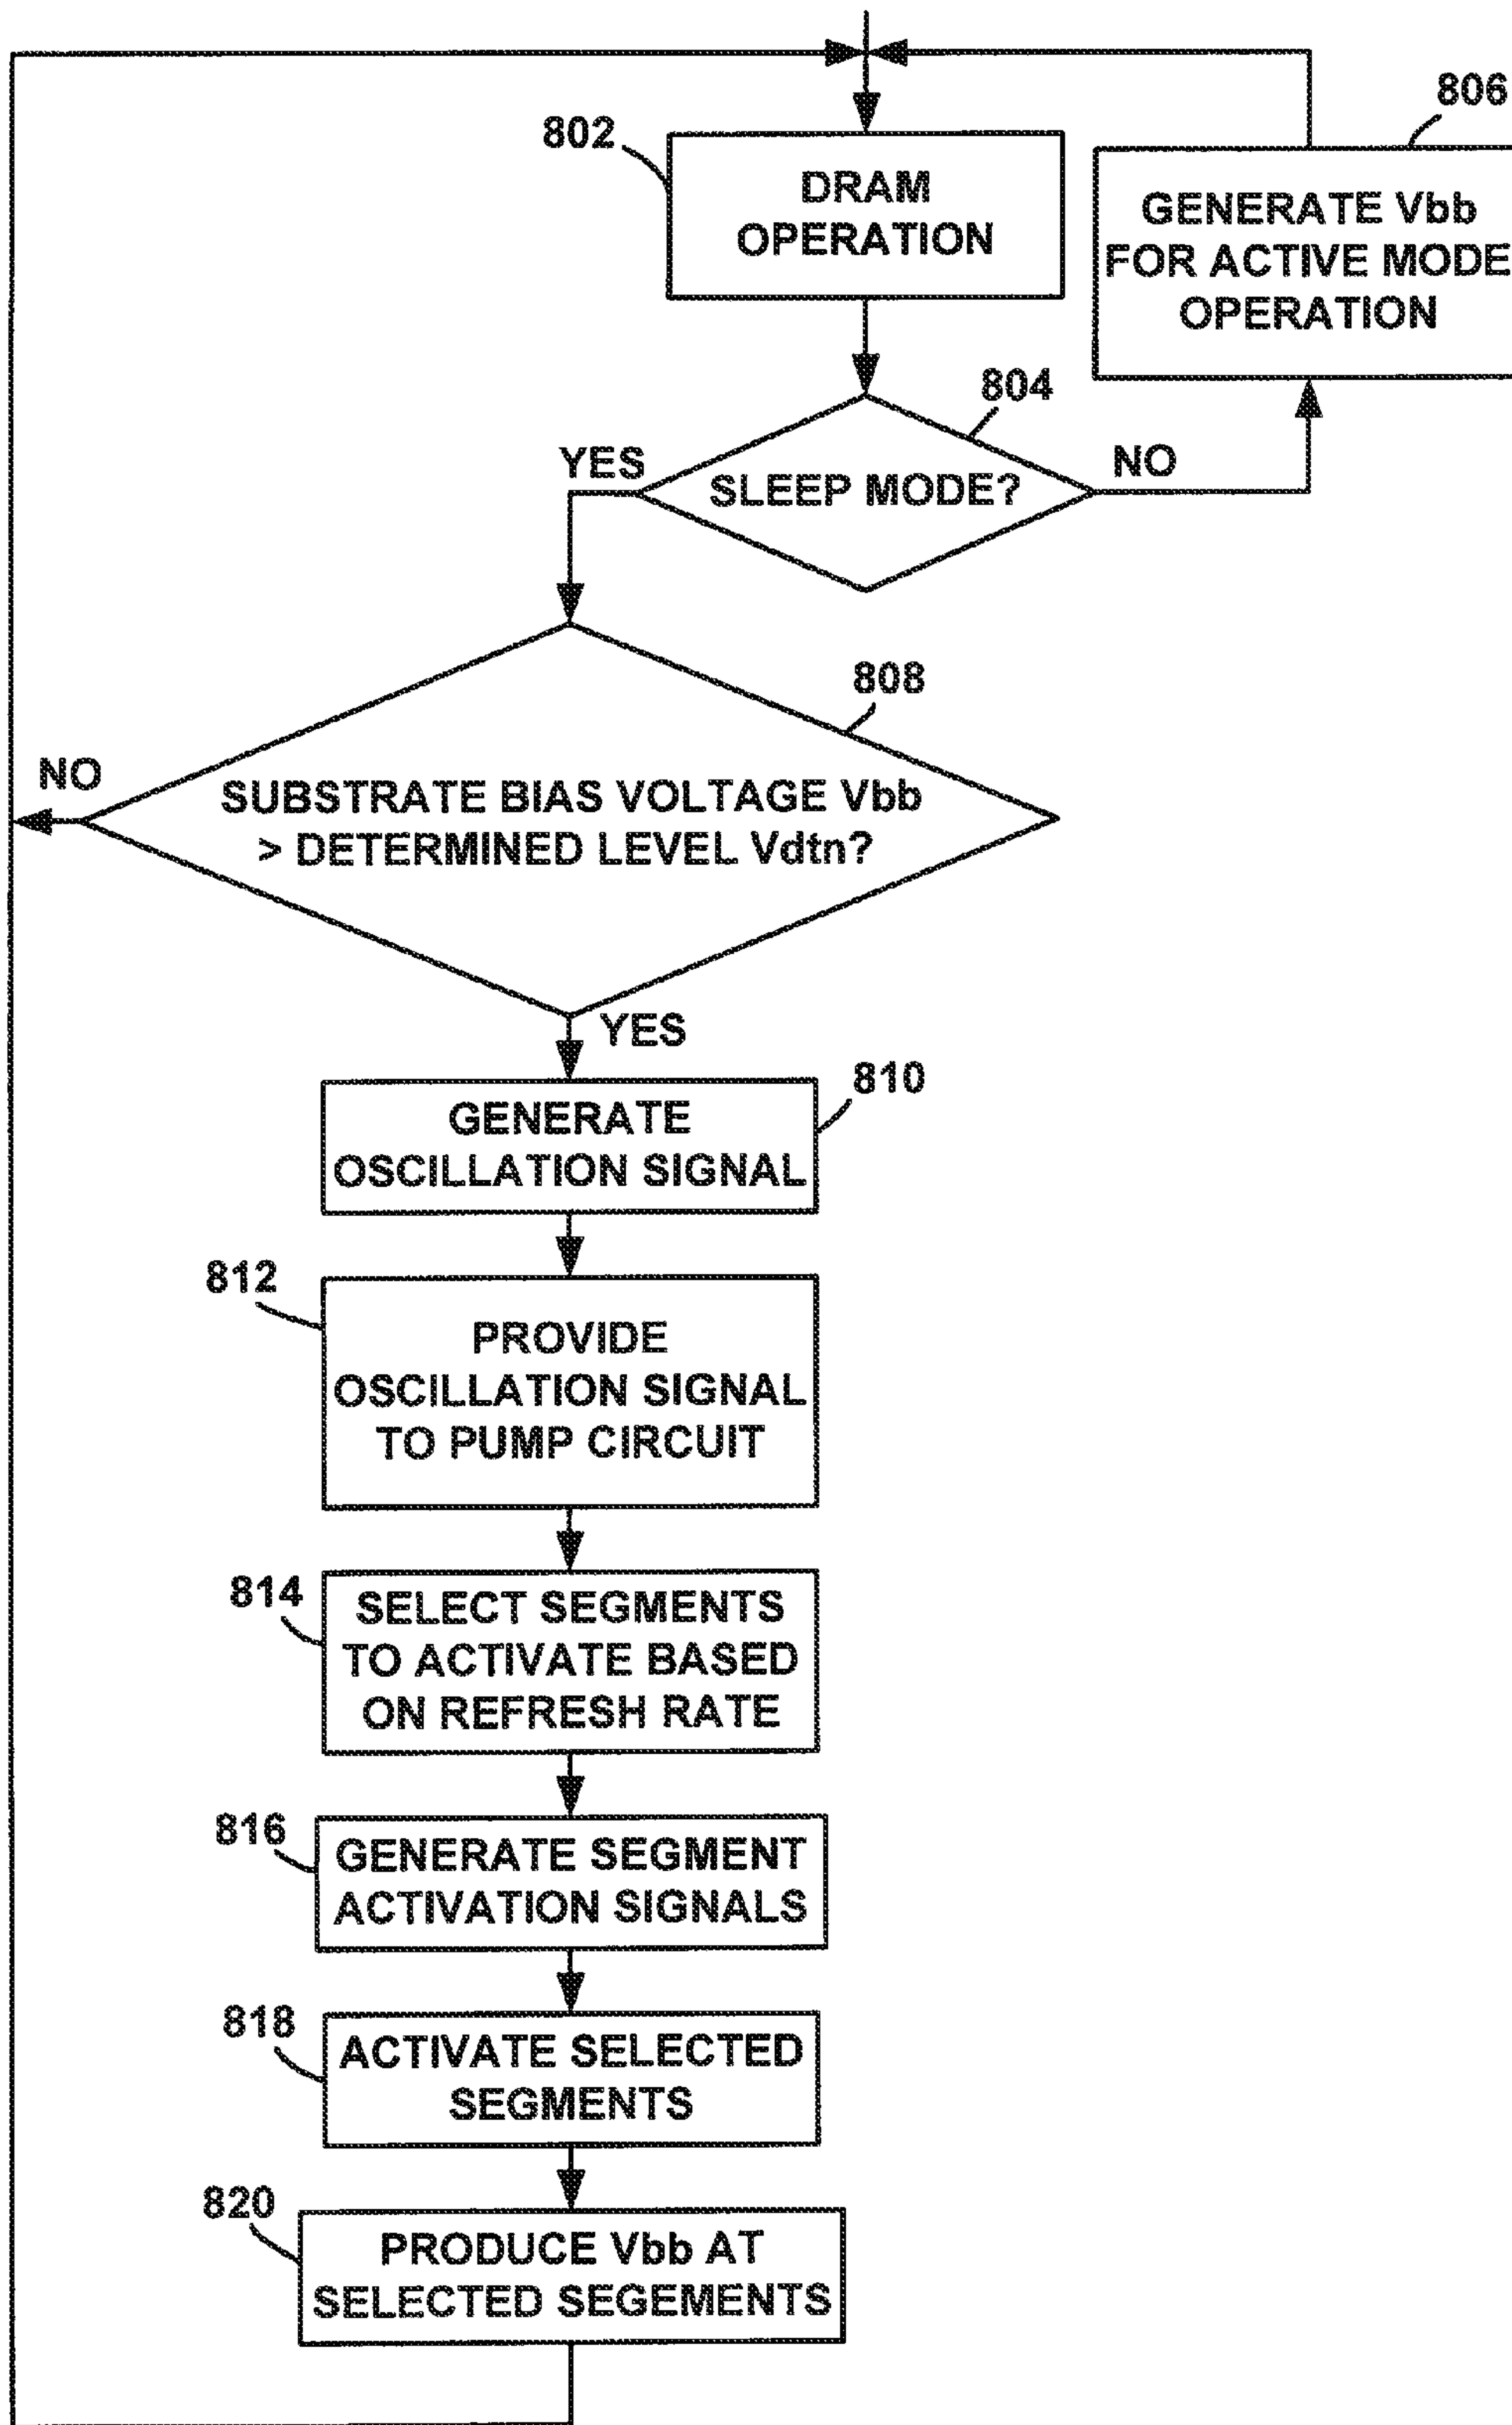 806
802
DRAM
OPERATION
GENERATE Vbb
FOR ACTIVE MODE
OPERATION
804
YES
SLEEP MODE?
NO
808
NO
SUBSTRATE BIAS VOLTAGE Vbb
> DETERMINED LEVEL Vdtn?
YES
810
GENERATE
OSCILLATION SIGNAL
812
PROVIDE
OSCILLATION SIGNAL
TO PUMP CIRCUIT
814
SELECT SEGMENTS
TO ACTIVATE BASED
ON REFRESH RATE
816
GENERATE SEGMENT
ACTIVATION SIGNALS
818
ACTIVATE SELECTED
SEGMENTS
820
PRODUCE Vbb AT
SELECTED SEGEMENTS